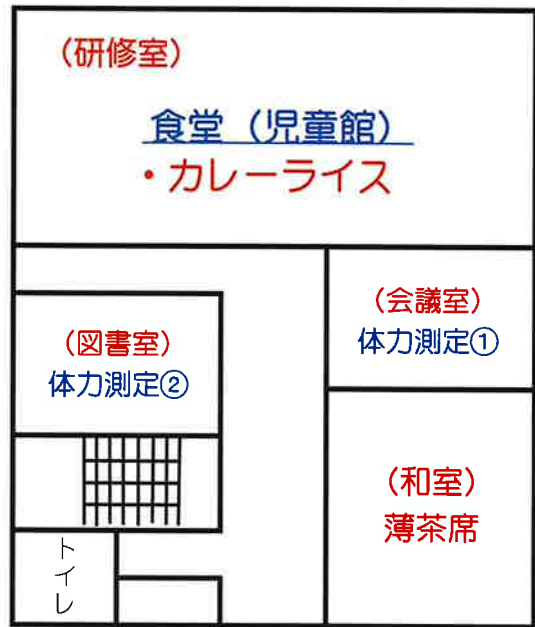 （研修室）
食堂（児童館）
・カレーライス
（会議室）
体力測定①
（図書室）
体力測定②
（和室）
薄茶席
トイレ